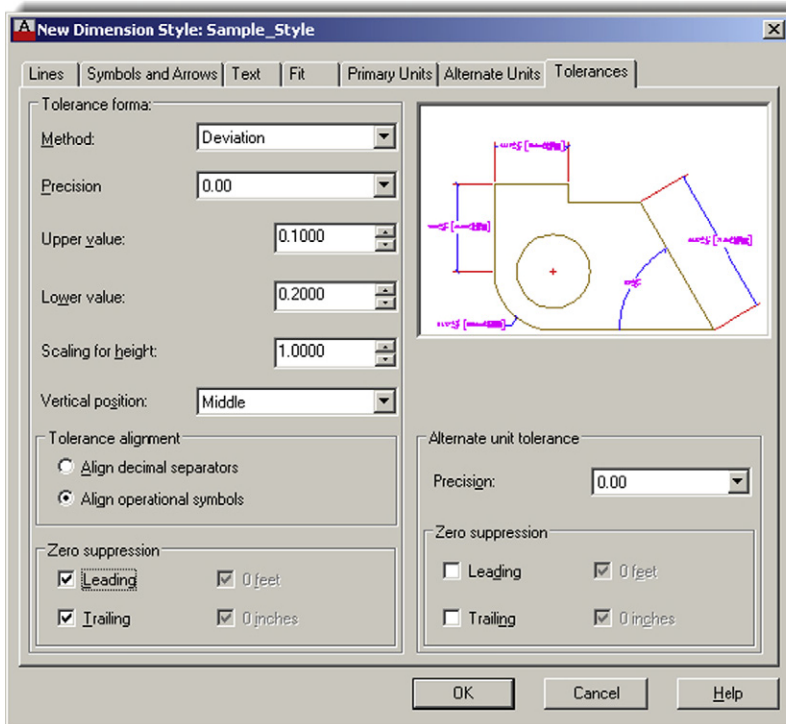 New Dimension Style: Sample_Style
Lines Symbols and Arrows Text Fit Primary Units Alternate Units Tolerances
Tolerance forma:
Method: Deviation
Precision 0.00
Upper value: 0.1000
Lower value: 0.2000
Scaling for height: 1.0000
Vertical position: Middle
Tolerance alignment
Align decimal separators
Align operational symbols
Zero suppression
Leading 0 feet
Trailing 0 inches
Alternate unit tolerance
Precision: 0.00
Zero suppression
Leading 0 feet
Trailing 0 inches
OK Cancel Help